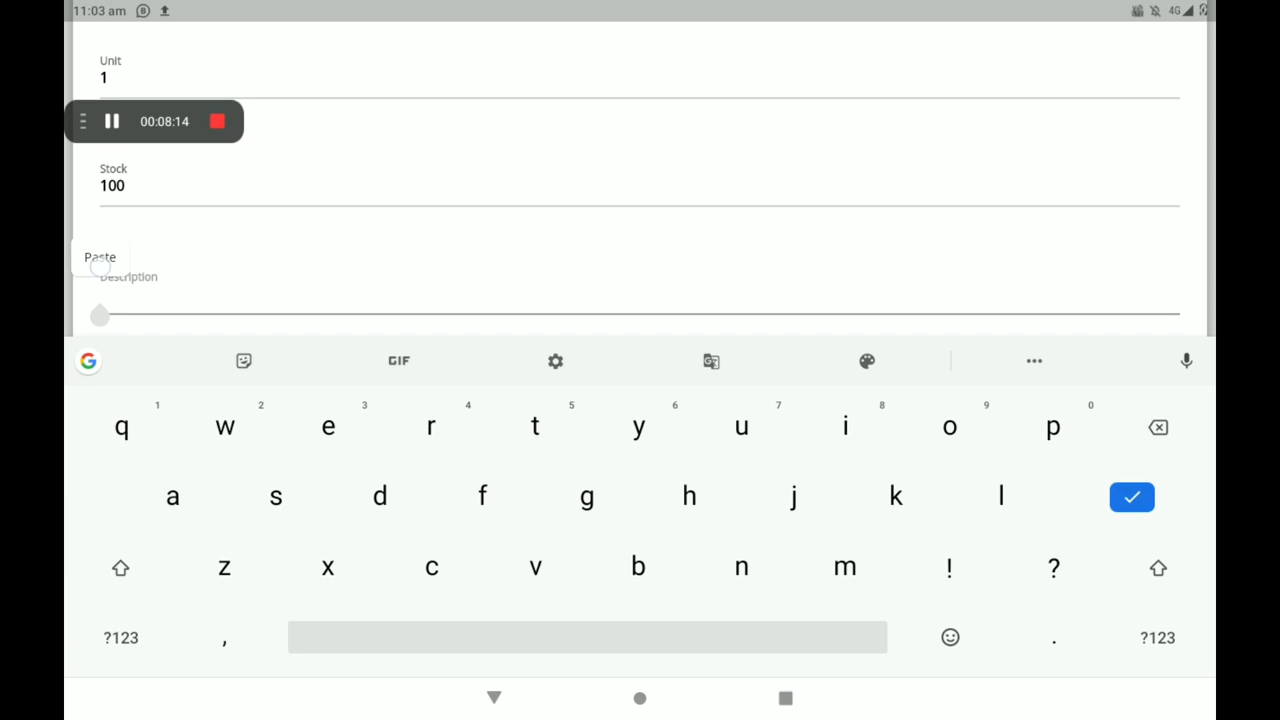 11:03 am
4G
Unit
1
00:08:14
Stock
100
Paste
Description
GIF
1 2 3 4 5 6 7 8 9 0
q w e r t y u i o p
a s d f g h j k l
z x c v b n m ! ?
?123 , . ?123